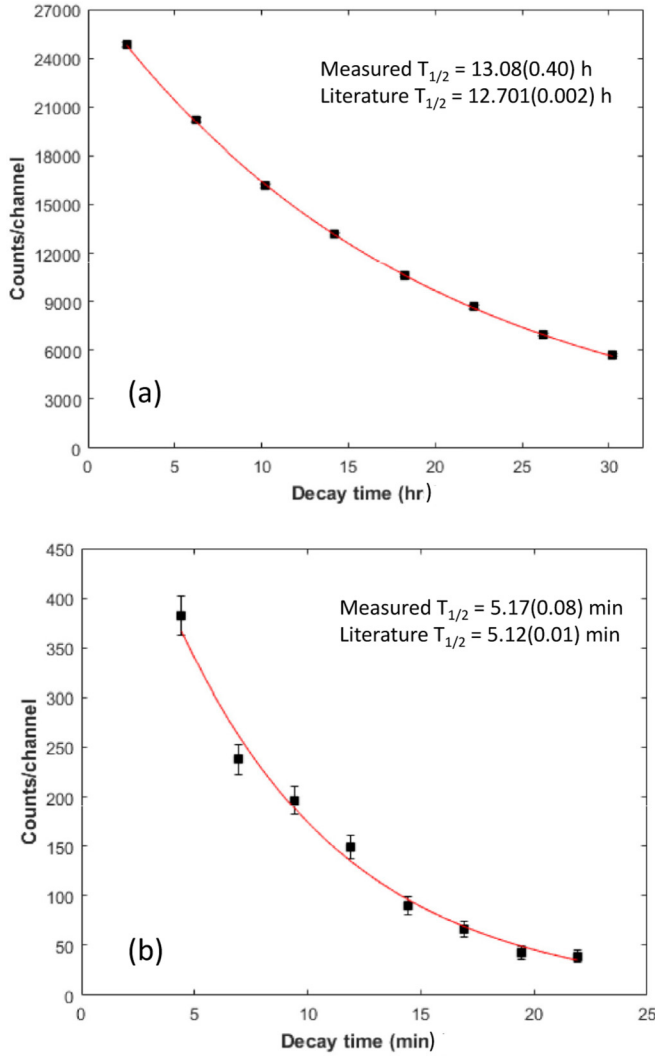 27000
24000
21000
18000
15000
12000
9000
6000
3000
0
Counts/channel
Measured T1/2 = 13.08(0.40) h
Literature T1/2 = 12.701(0.002) h
(a)
0 5 10 15 20 25 30
Decay time (hr)
450
400
350
300
250
200
150
100
50
0
Counts/channel
Measured T1/2 = 5.17(0.08) min
Literature T1/2 = 5.12(0.01) min
(b)
0 5 10 15 20 25
Decay time (min)